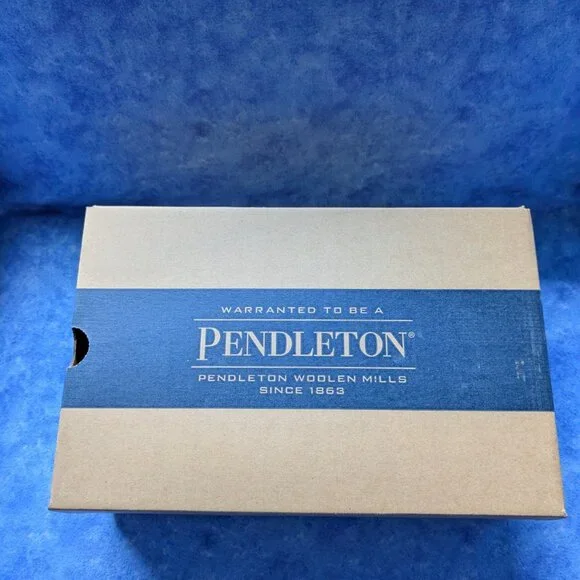 WARRANTED TO BE A
PENDLETON®
PENDLETON WOOLEN MILLS
SINCE 1863